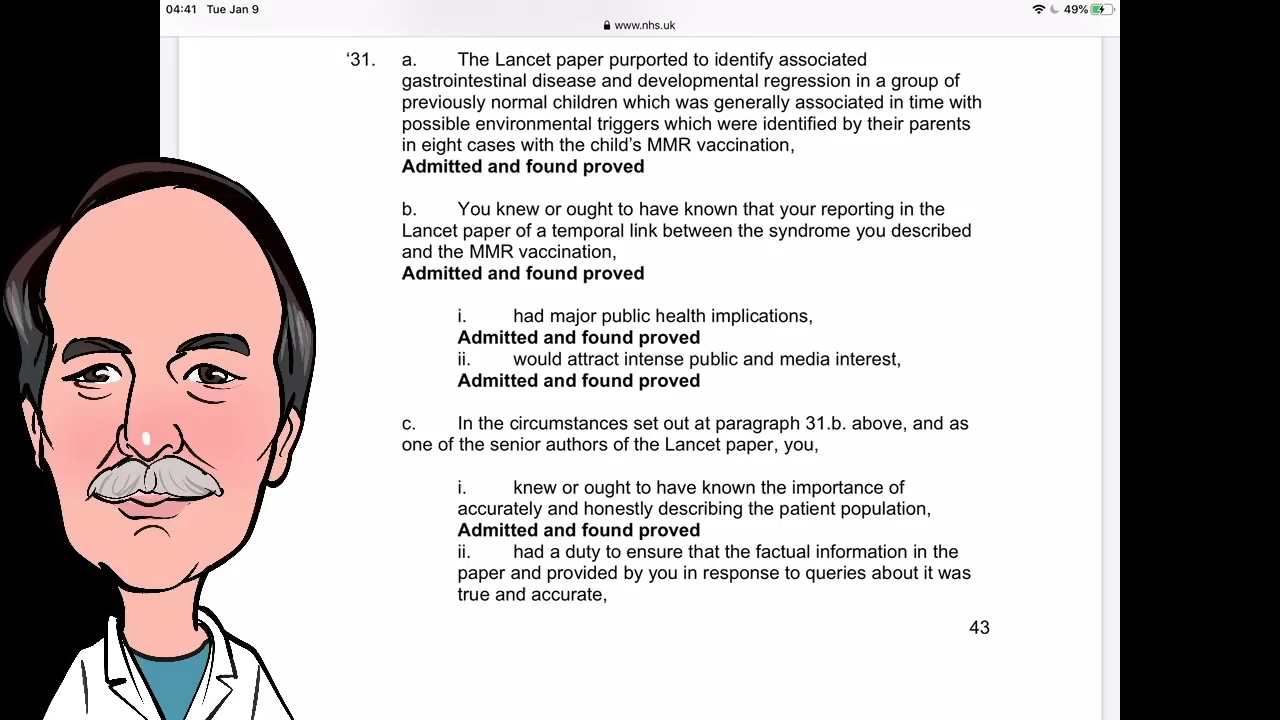 04:41 Tue Jan 9
49%
www.nhs.uk
‘31. a. The Lancet paper purported to identify associated
gastrointestinal disease and developmental regression in a group of
previously normal children which was generally associated in time with
possible environmental triggers which were identified by their parents
in eight cases with the child’s MMR vaccination,
Admitted and found proved
b. You knew or ought to have known that your reporting in the
Lancet paper of a temporal link between the syndrome you described
and the MMR vaccination,
Admitted and found proved
i. had major public health implications,
Admitted and found proved
ii. would attract intense public and media interest,
Admitted and found proved
c. In the circumstances set out at paragraph 31.b. above, and as
one of the senior authors of the Lancet paper, you,
i. knew or ought to have known the importance of
accurately and honestly describing the patient population,
Admitted and found proved
ii. had a duty to ensure that the factual information in the
paper and provided by you in response to queries about it was
true and accurate,
43